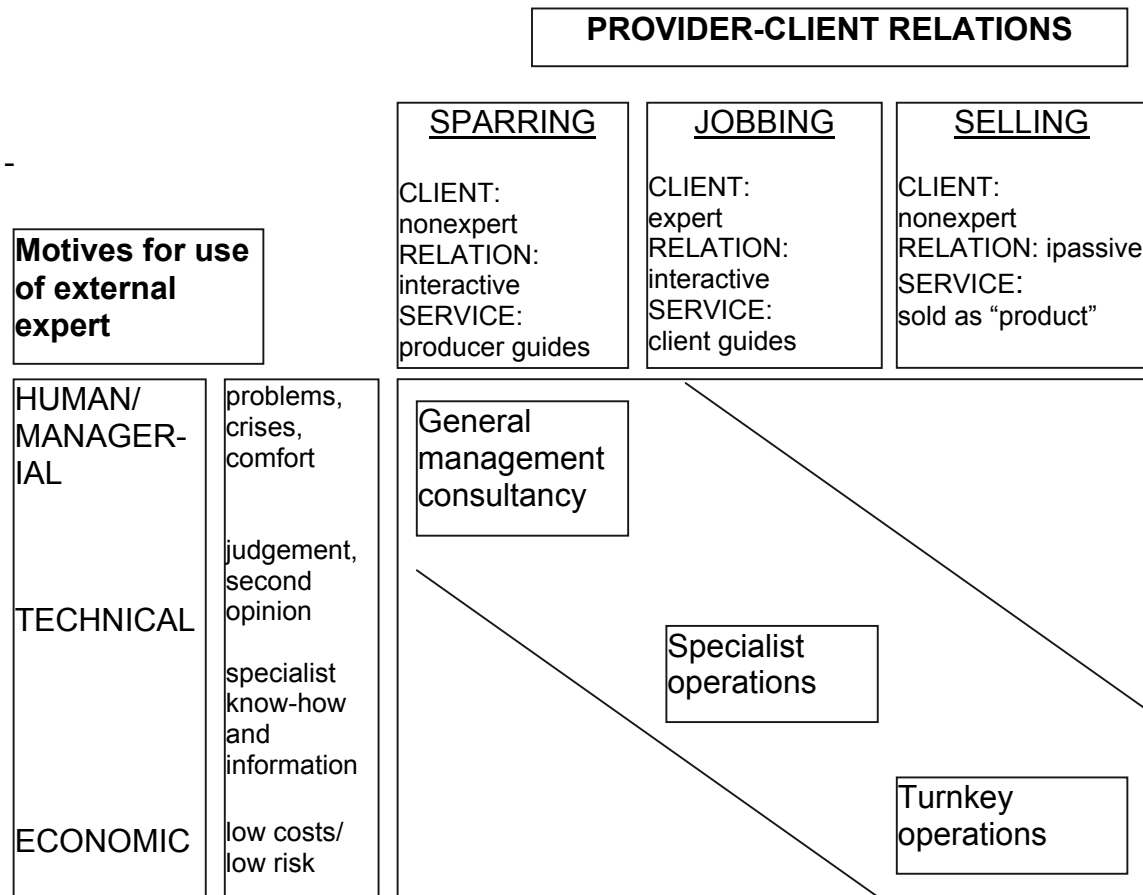 PROVIDER-CLIENT RELATIONS
SPARRING
CLIENT:
nonexpert
RELATION:
interactive
SERVICE:
producer guides
JOBBING
CLIENT:
expert
RELATION:
interactive
SERVICE:
client guides
SELLING
CLIENT:
nonexpert
RELATION: ipassive
SERVICE:
sold as “product”
-
Motives for use
of external
expert
HUMAN/
MANAGER-
IAL
problems,
crises,
comfort
judgement,
second
opinion
TECHNICAL
specialist
know-how
and
information
ECONOMIC
low costs/
low risk
General
management
consultancy
Specialist
operations
Turnkey
operations